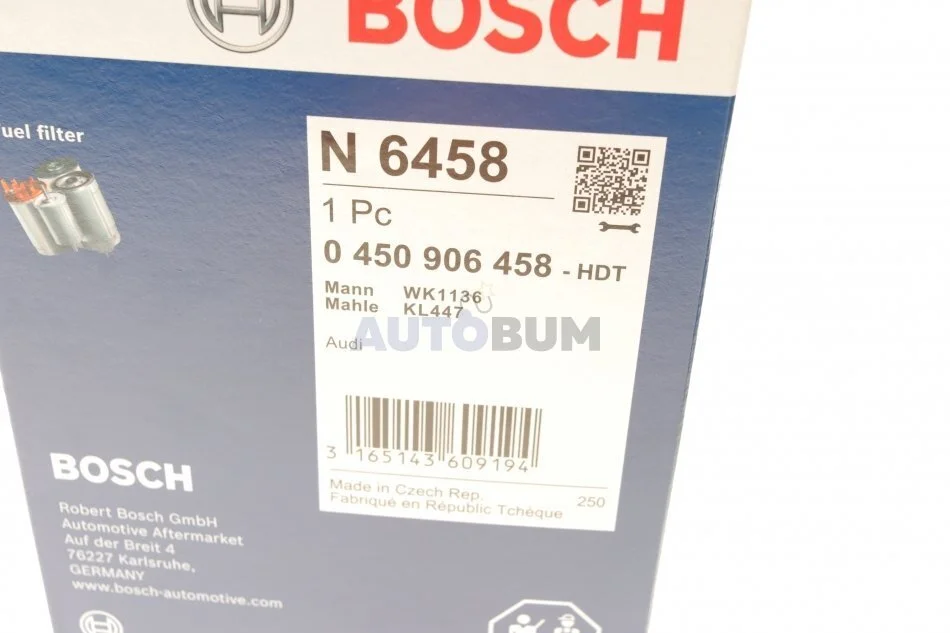 BOSCH
uel filter
N 6458
1 Pc
0 450 906 458 - HDT
Mann WK1136
Mahle KL447
Audi
AUTOBUM
3 165143 609194
Made in Czech Rep. 250
Fabriqué en Républic Tchéque
BOSCH
Robert Bosch GmbH
Automotive Aftermarket
Auf der Breit 4
76227 Karlsruhe,
GERMANY
www.bosch-automotive.com